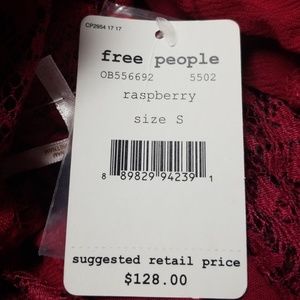 CP2954 17 17
free people
OB556692 5502
raspberry
size S
8 89829 94239 1
suggested retail price
$128.00